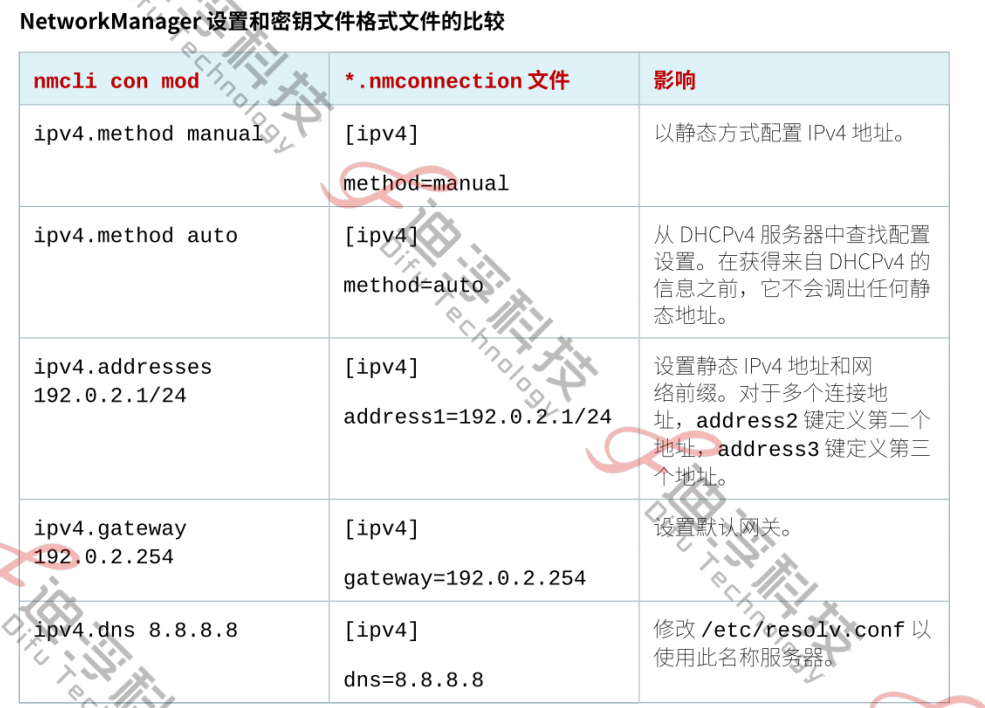 NetworkManager 设置和密钥文件格式文件的比较
nmcli con mod
*.nmconnection 文件
影响
ipv4.method manual
[ipv4]
method=manual
以静态方式配置 IPv4 地址。
ipv4.method auto
[ipv4]
method=auto
从 DHCPv4 服务器中查找配置
设置。在获得来自 DHCPv4 的
信息之前，它不会调出任何静
态地址。
ipv4.addresses
192.0.2.1/24
[ipv4]
address1=192.0.2.1/24
设置静态 IPv4 地址和网
络前缀。对于多个连接地
址，address2 键定义第二个
地址，address3 键定义第三
个地址。
ipv4.gateway
192.0.2.254
[ipv4]
gateway=192.0.2.254
设置默认网关。
ipv4.dns 8.8.8.8
[ipv4]
dns=8.8.8.8
修改 /etc/resolv.conf 以
使用此名称服务器。
迪浮科技
Difu Technology